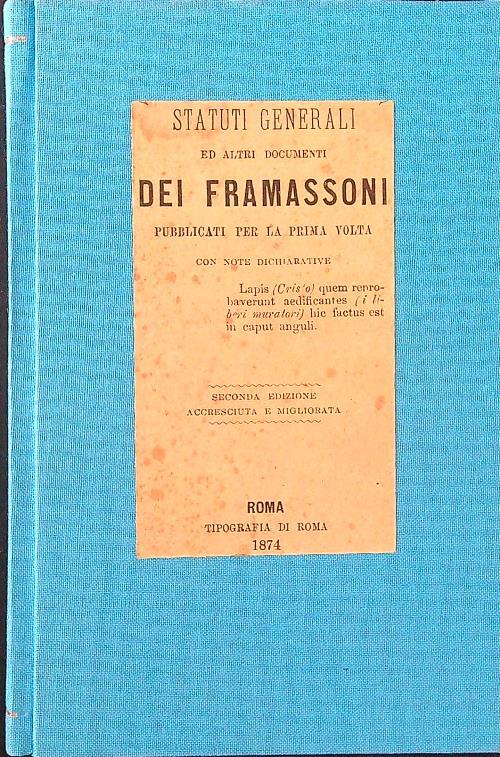 STATUTI GENERALI
ED ALTRI DOCUMENTI
DEI FRAMASSONI
PUBBLICATI PER LA PRIMA VOLTA
CON NOTE DICHIARATIVE
Lapis (Cris'o) quem repro-
baverunt aedificantes (i li-
beri muratori) hic factus est
in caput anguli.
SECONDA EDIZIONE
ACCRESCIUTA E MIGLIORATA
ROMA
TIPOGRAFIA DI ROMA
1874